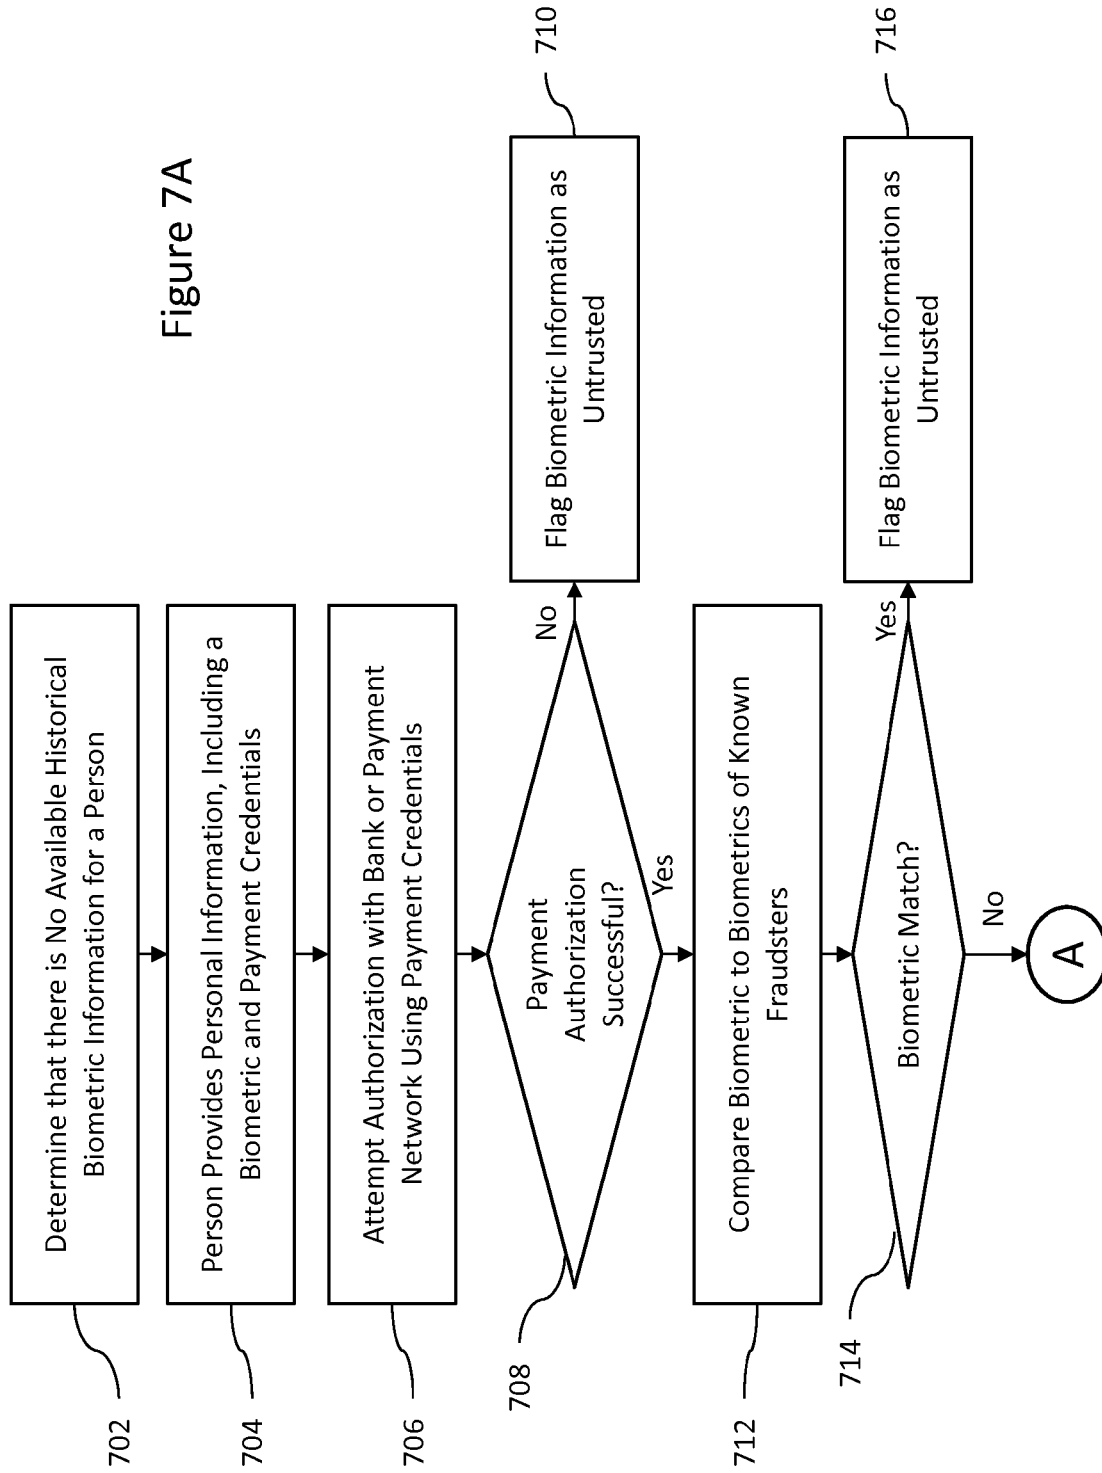 Figure 7A
Determine that there is No Available Historical
Biometric Information for a Person
702
Person Provides Personal Information, Including a
Biometric and Payment Credentials
704
Attempt Authorization with Bank or Payment
Network Using Payment Credentials
706
Payment
Authorization
Successful?
708
No
Flag Biometric Information as
Untrusted
710
Yes
Compare Biometric to Biometrics of Known
Fraudsters
712
Biometric Match?
714
Yes
Flag Biometric Information as
Untrusted
716
No
A